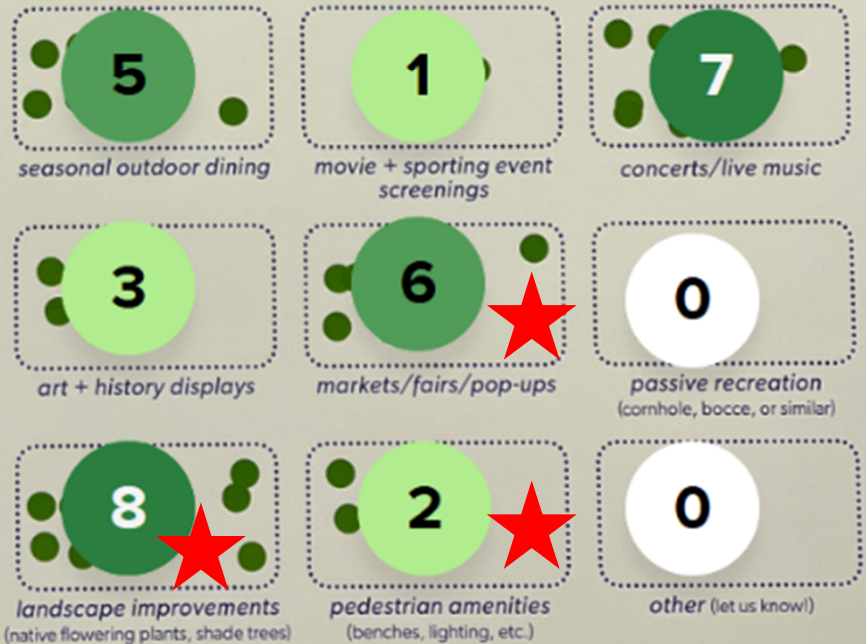 5
1
7
seasonal outdoor dining
movie + sporting event
screenings
concerts/live music
3
6
0
art + history displays
markets/fairs/pop-ups
passive recreation
(cornhole, bocce, or similar)
8
2
0
landscape improvements
(native flowering plants, shade trees)
pedestrian amenities
(benches, lighting, etc.)
other (let us know!)